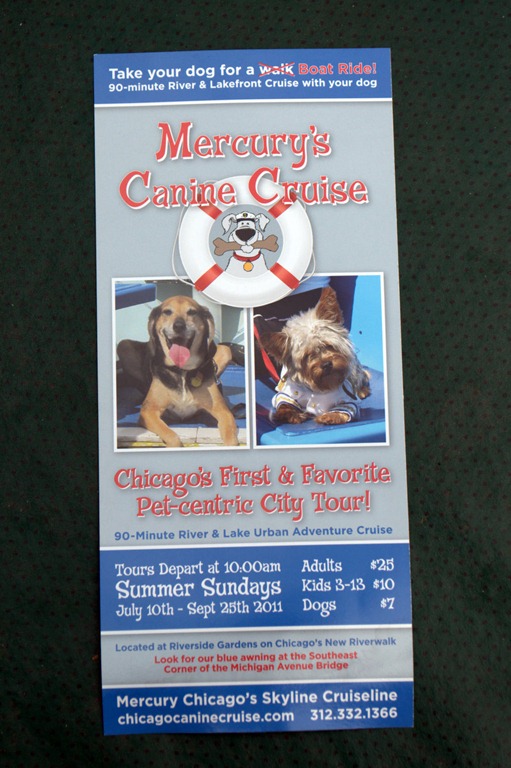 Take your dog for a walk Boat Ride!
90-minute River & Lakefront Cruise with your dog
Mercury's
Canine Cruise
Chicago's First & Favorite
Pet-centric City Tour!
90-Minute River & Lake Urban Adventure Cruise
Tours Depart at 10:00am
Summer Sundays
July 10th - Sept 25th 2011
Adults $25
Kids 3-13 $10
Dogs $7
Located at Riverside Gardens on Chicago's New Riverwalk
Look for our blue awning at the Southeast
Corner of the Michigan Avenue Bridge
Mercury Chicago's Skyline Cruiseline
chicagocaninecruise.com 312.332.1366